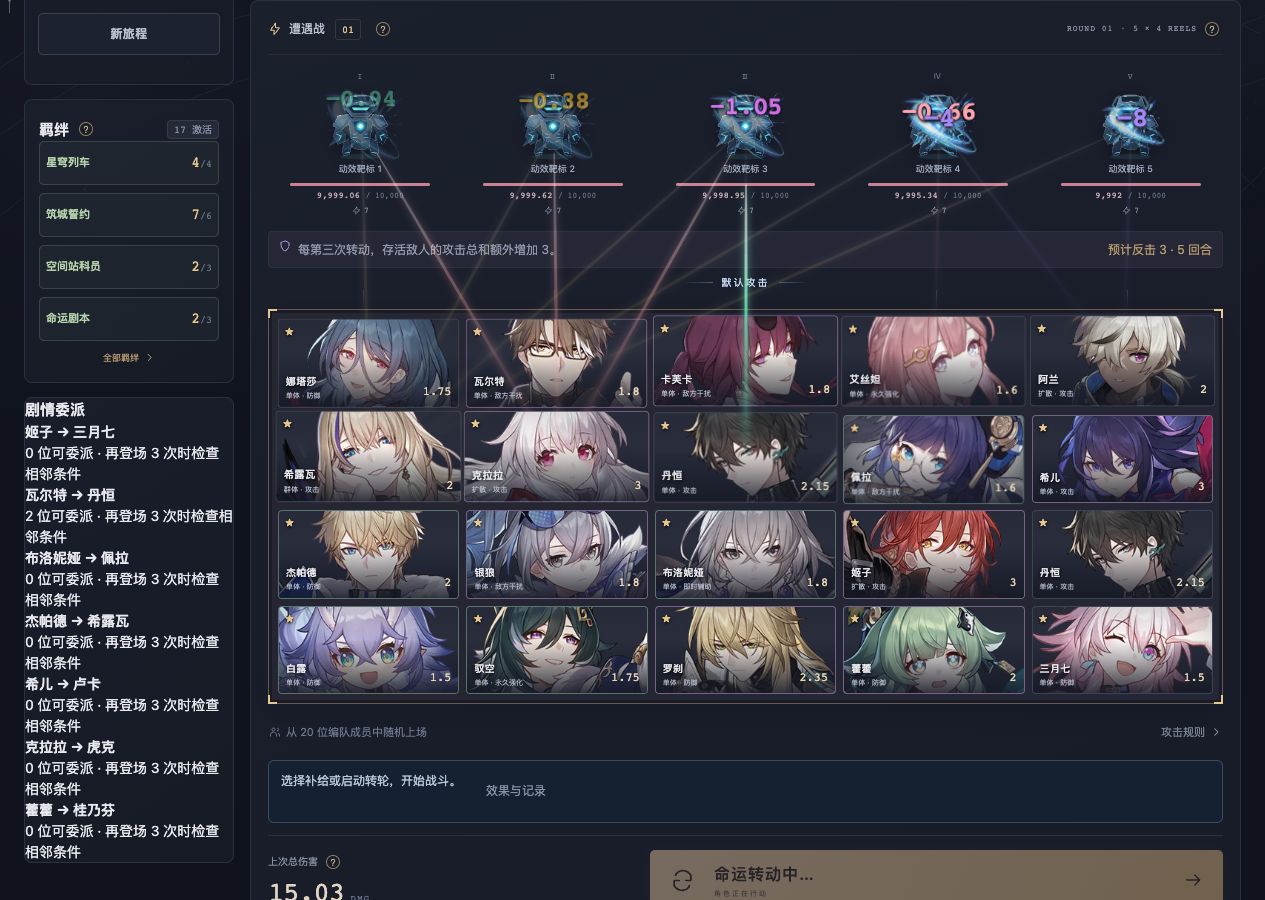 新旅程
羁绊 ? 17 激活
星穹列车 4/4
筑城誓约 7/6
空间站科员 2/3
命运剧本 2/3
全部羁绊
剧情委派
姬子 → 三月七
0 位可委派 · 再登场 3 次时检查
相邻条件
瓦尔特 → 丹恒
2 位可委派 · 再登场 3 次时检查相
邻条件
布洛妮娅 → 佩拉
0 位可委派 · 再登场 3 次时检查
相邻条件
杰帕德 → 希露瓦
0 位可委派 · 再登场 3 次时检查
相邻条件
希儿 → 卢卡
0 位可委派 · 再登场 3 次时检查
相邻条件
克拉拉 → 虎克
0 位可委派 · 再登场 3 次时检查
相邻条件
藿藿 → 桂乃芬
0 位可委派 · 再登场 3 次时检查
相邻条件
遭遇战 01 ?
ROUND 01 · 5 × 4 REELS ?
I II III IV V
−0.94 −0.38 −1.05 −0.66 −4 −8
动效靶标 1 动效靶标 2 动效靶标 3 动效靶标 4 动效靶标 5
9,999.06 / 10,000 9,999.62 / 10,000 9,998.95 / 10,000 9,995.34 / 10,000 9,992 / 10,000
7 7 7 7 7
每第三次转动，存活敌人的攻击总和额外增加 3。 预计反击 3 · 5 回合
默认攻击
娜塔莎 瓦尔特 卡芙卡 艾丝妲 阿兰
单体 · 防御 1.75 单体 · 敌方干扰 1.8 单体 · 敌方干扰 1.8 单体 · 永久强化 1.6 扩散 · 攻击 2
希露瓦 克拉拉 丹恒 佩拉 希儿
群体 · 攻击 2 扩散 · 攻击 3 单体 · 攻击 2.15 单体 · 敌方干扰 1.6 单体 · 攻击 3
杰帕德 银狼 布洛妮娅 姬子 丹恒
单体 · 防御 2 单体 · 敌方干扰 1.8 单体 · 即时辅助 1.8 扩散 · 攻击 3 单体 · 攻击 2.15
白露 驭空 罗刹 藿藿 三月七
单体 · 防御 1.5 单体 · 永久强化 1.75 单体 · 防御 2.35 单体 · 防御 2 单体 · 防御 1.5
从 20 位编队成员中随机上场 攻击规则
选择补给或启动转轮，开始战斗。 效果与记录
上次总伤害 ?
15.03 DMG
命运转动中…
角色正在行动